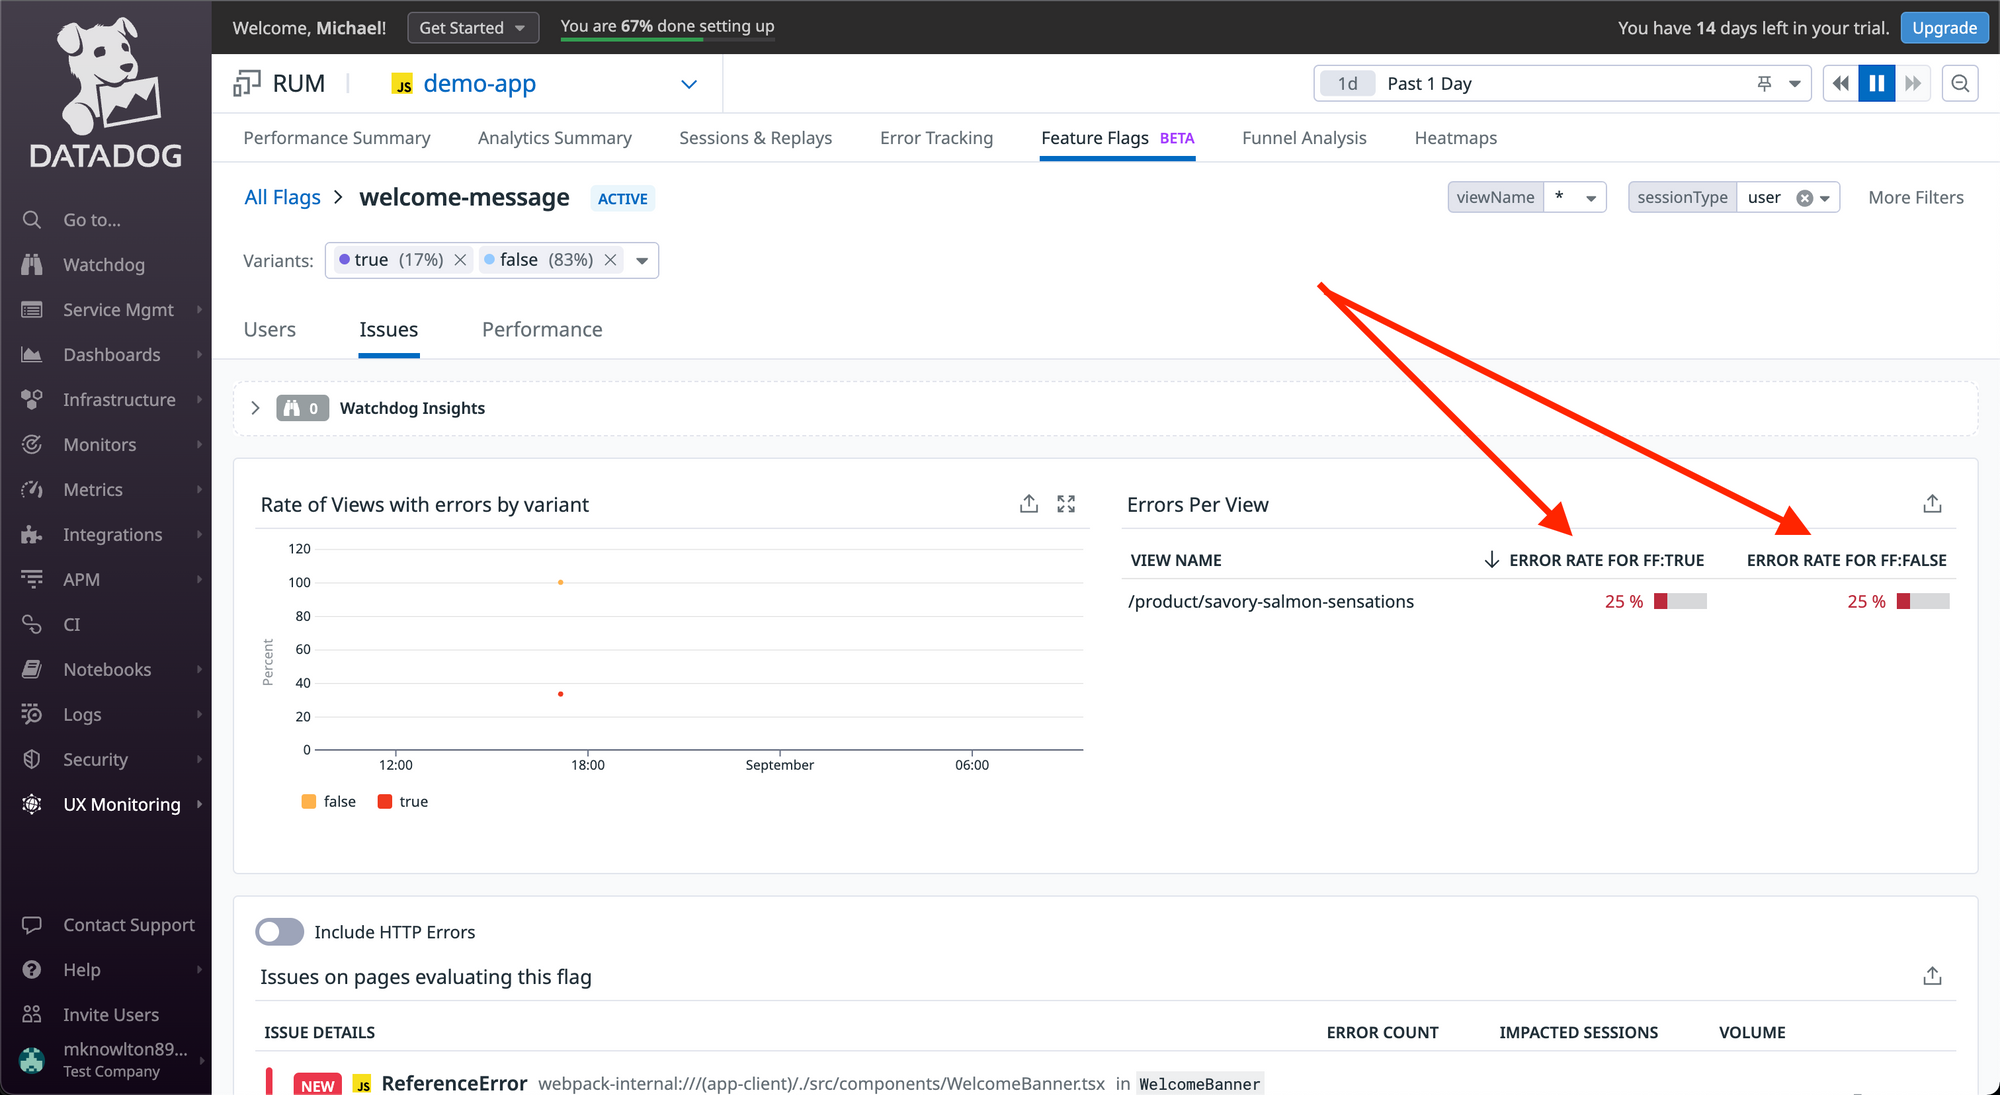 DATADOG
Go to...
Watchdog
Service Mgmt
Dashboards
Infrastructure
Monitors
Metrics
Integrations
APM
CI
Notebooks
Logs
Security
UX Monitoring
Contact Support
Help
Invite Users
mknowlton89...
Test Company
Welcome, Michael!
Get Started
You are 67% done setting up
You have 14 days left in your trial.
Upgrade
RUM
JS demo-app
1d Past 1 Day
Performance Summary
Analytics Summary
Sessions & Replays
Error Tracking
Feature Flags BETA
Funnel Analysis
Heatmaps
All Flags > welcome-message ACTIVE
viewName *
sessionType user
More Filters
Variants: true (17%) false (83%)
Users
Issues
Performance
0 Watchdog Insights
Rate of Views with errors by variant
Percent
120
100
80
60
40
20
0
12:00 18:00 September 06:00
false true
Errors Per View
VIEW NAME ERROR RATE FOR FF:TRUE ERROR RATE FOR FF:FALSE
/product/savory-salmon-sensations 25 % 25 %
Include HTTP Errors
Issues on pages evaluating this flag
ISSUE DETAILS ERROR COUNT IMPACTED SESSIONS VOLUME
NEW JS ReferenceError webpack-internal:///(app-client)/./src/components/WelcomeBanner.tsx in WelcomeBanner